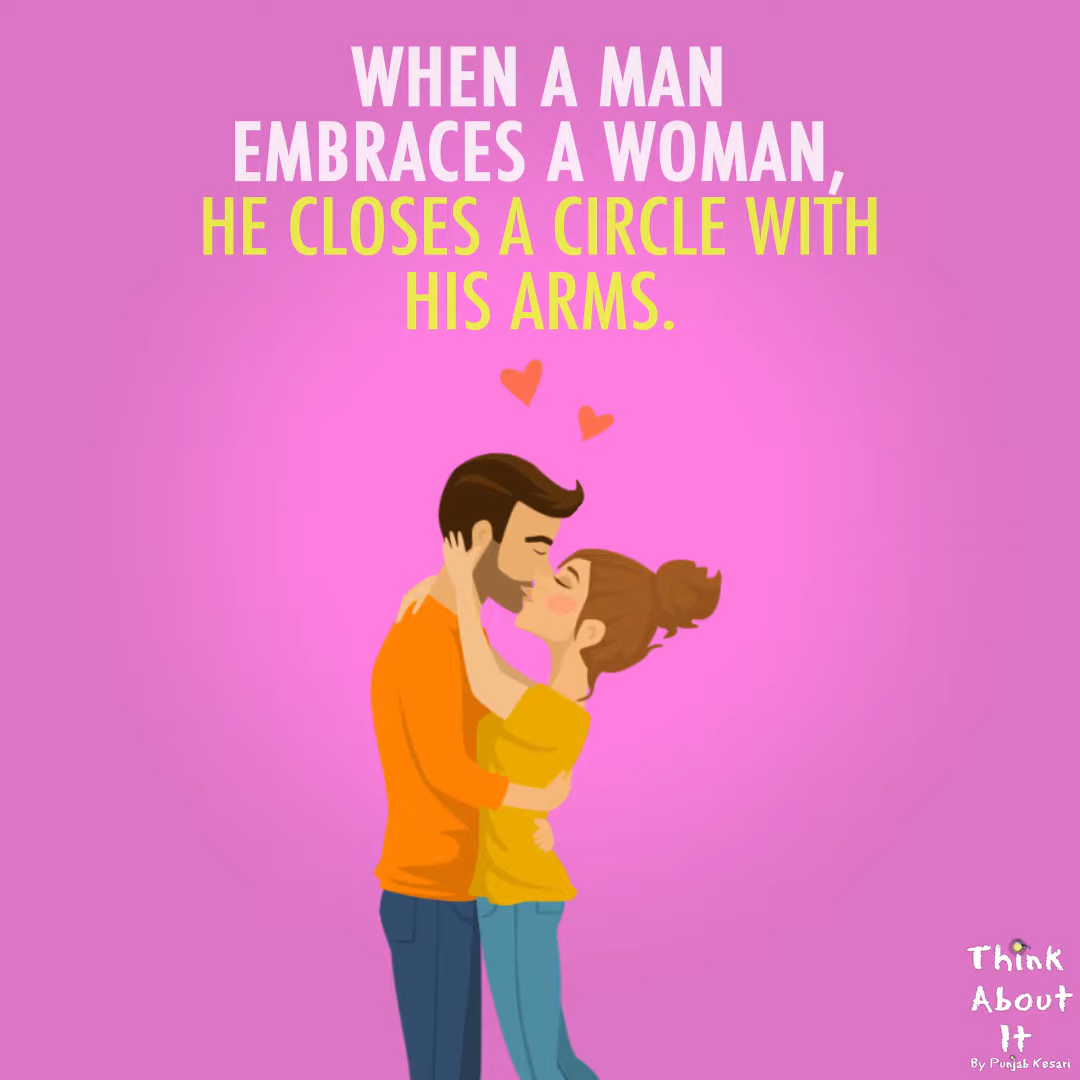 WHEN A MAN
EMBRACES A WOMAN,
HE CLOSES A CIRCLE WITH
HIS ARMS.
Think
About
It
By Punjab Kesari